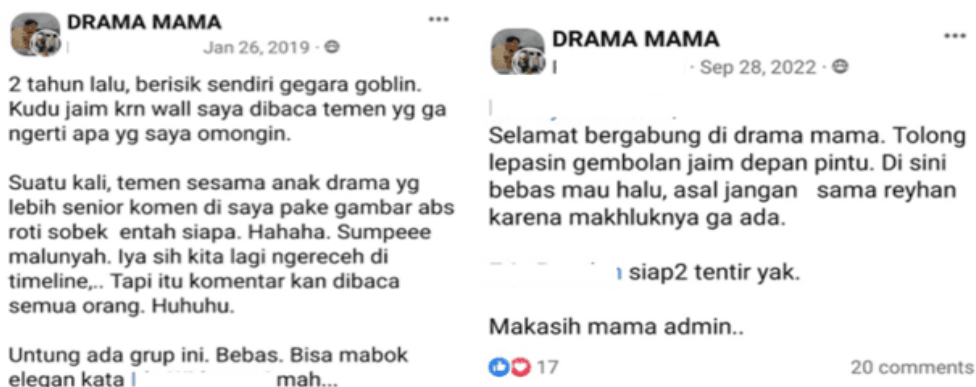 DRAMA MAMA
Jan 26, 2019 ·
2 tahun lalu, berisik sendiri gegara goblin.
Kudu jaim krn wall saya dibaca temen yg ga
ngerti apa yg saya omongin.
Suatu kali, temen sesama anak drama yg
lebih senior komen di saya pake gambar abs
roti sobek entah siapa. Hahaha. Sumpeee
malunyah. Iya sih kita lagi ngereceh di
timeline,.. Tapi itu komentar kan dibaca
semua orang. Huhuhu.
Untung ada grup ini. Bebas. Bisa mabok
elegan kata mah...
DRAMA MAMA
· Sep 28, 2022 ·
Selamat bergabung di drama mama. Tolong
lepasin gembolan jaim depan pintu. Di sini
bebas mau halu, asal jangan sama reyhan
karena makhluknya ga ada.
siap2 tentir yak.
Makasih mama admin..
17
20 comments